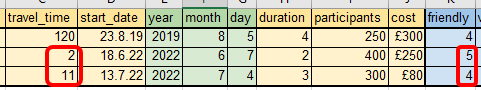 travel_time start_date year month day duration participants cost friendly
120 23.8.19 2019 8 5 4 250 £300 4
2 18.6.22 2022 6 7 2 400 £250 5
11 13.7.22 2022 7 4 3 300 £80 4